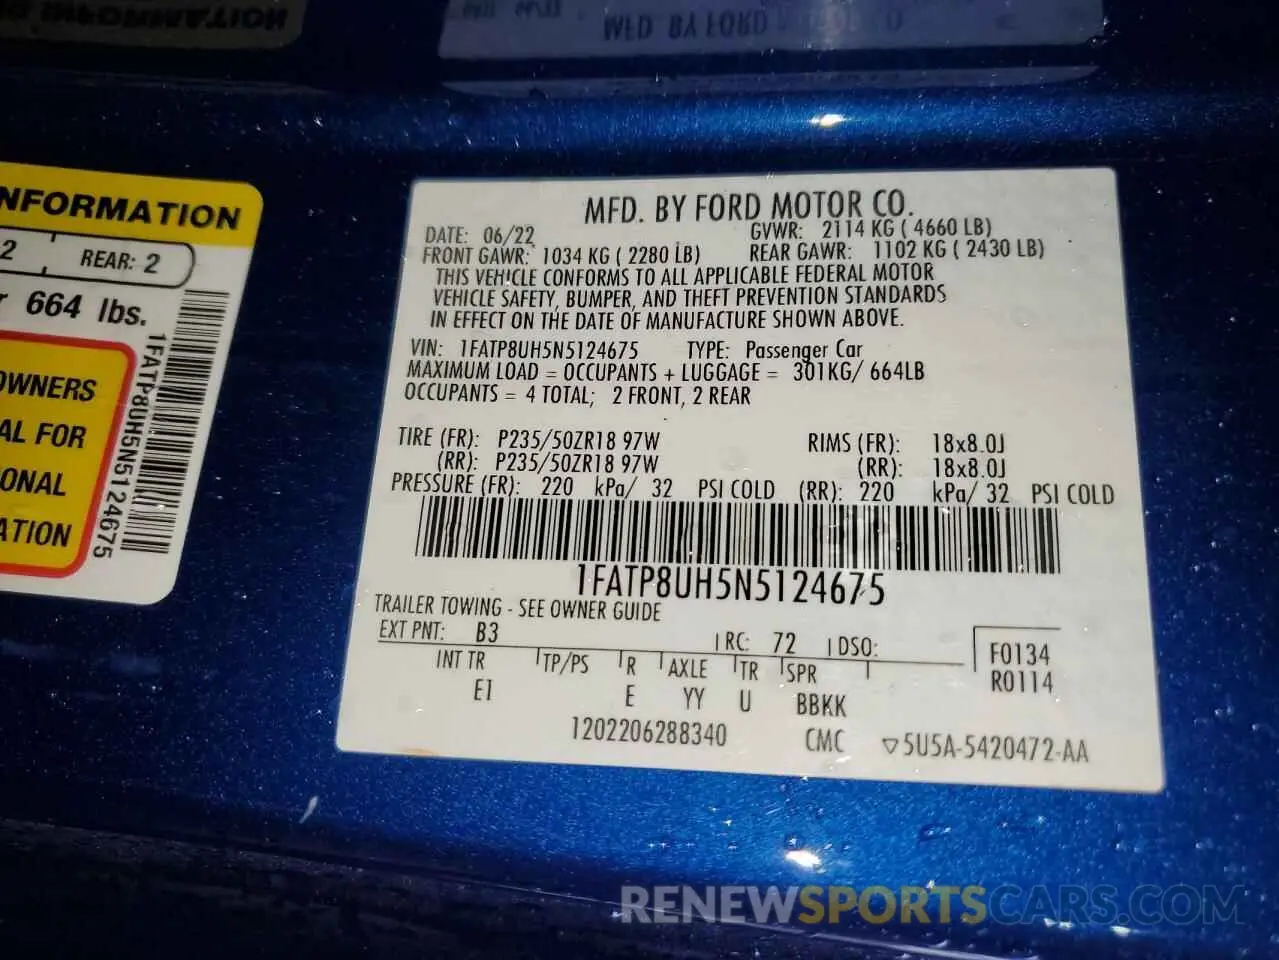 MFD. BY FORD
NFORMATION
2 REAR: 2
r 664 lbs.
OWNERS
AL FOR
ONAL
ATION
1FATP8UH5N5124675
MFD. BY FORD MOTOR CO.
DATE: 06/22 GVWR: 2114 KG ( 4660 LB)
FRONT GAWR: 1034 KG ( 2280 LB) REAR GAWR: 1102 KG ( 2430 LB)
THIS VEHICLE CONFORMS TO ALL APPLICABLE FEDERAL MOTOR
VEHICLE SAFETY, BUMPER, AND THEFT PREVENTION STANDARDS
IN EFFECT ON THE DATE OF MANUFACTURE SHOWN ABOVE.
VIN: 1FATP8UH5N5124675 TYPE: Passenger Car
MAXIMUM LOAD = OCCUPANTS + LUGGAGE = 301KG/ 664LB
OCCUPANTS = 4 TOTAL; 2 FRONT, 2 REAR
TIRE (FR): P235/50ZR18 97W RIMS (FR): 18x8.0J
(RR): P235/50ZR18 97W (RR): 18x8.0J
PRESSURE (FR): 220 kPa/ 32 PSI COLD (RR): 220 kPa/ 32 PSI COLD
1FATP8UH5N5124675
TRAILER TOWING - SEE OWNER GUIDE
EXT PNT: B3 RC: 72 DSO: F0134
INT TR TP/PS R AXLE TR SPR R0114
E1 E YY U BBKK
1202206288340 CMC ▽5U5A-5420472-AA
RENEWSPORTSCARS.COM